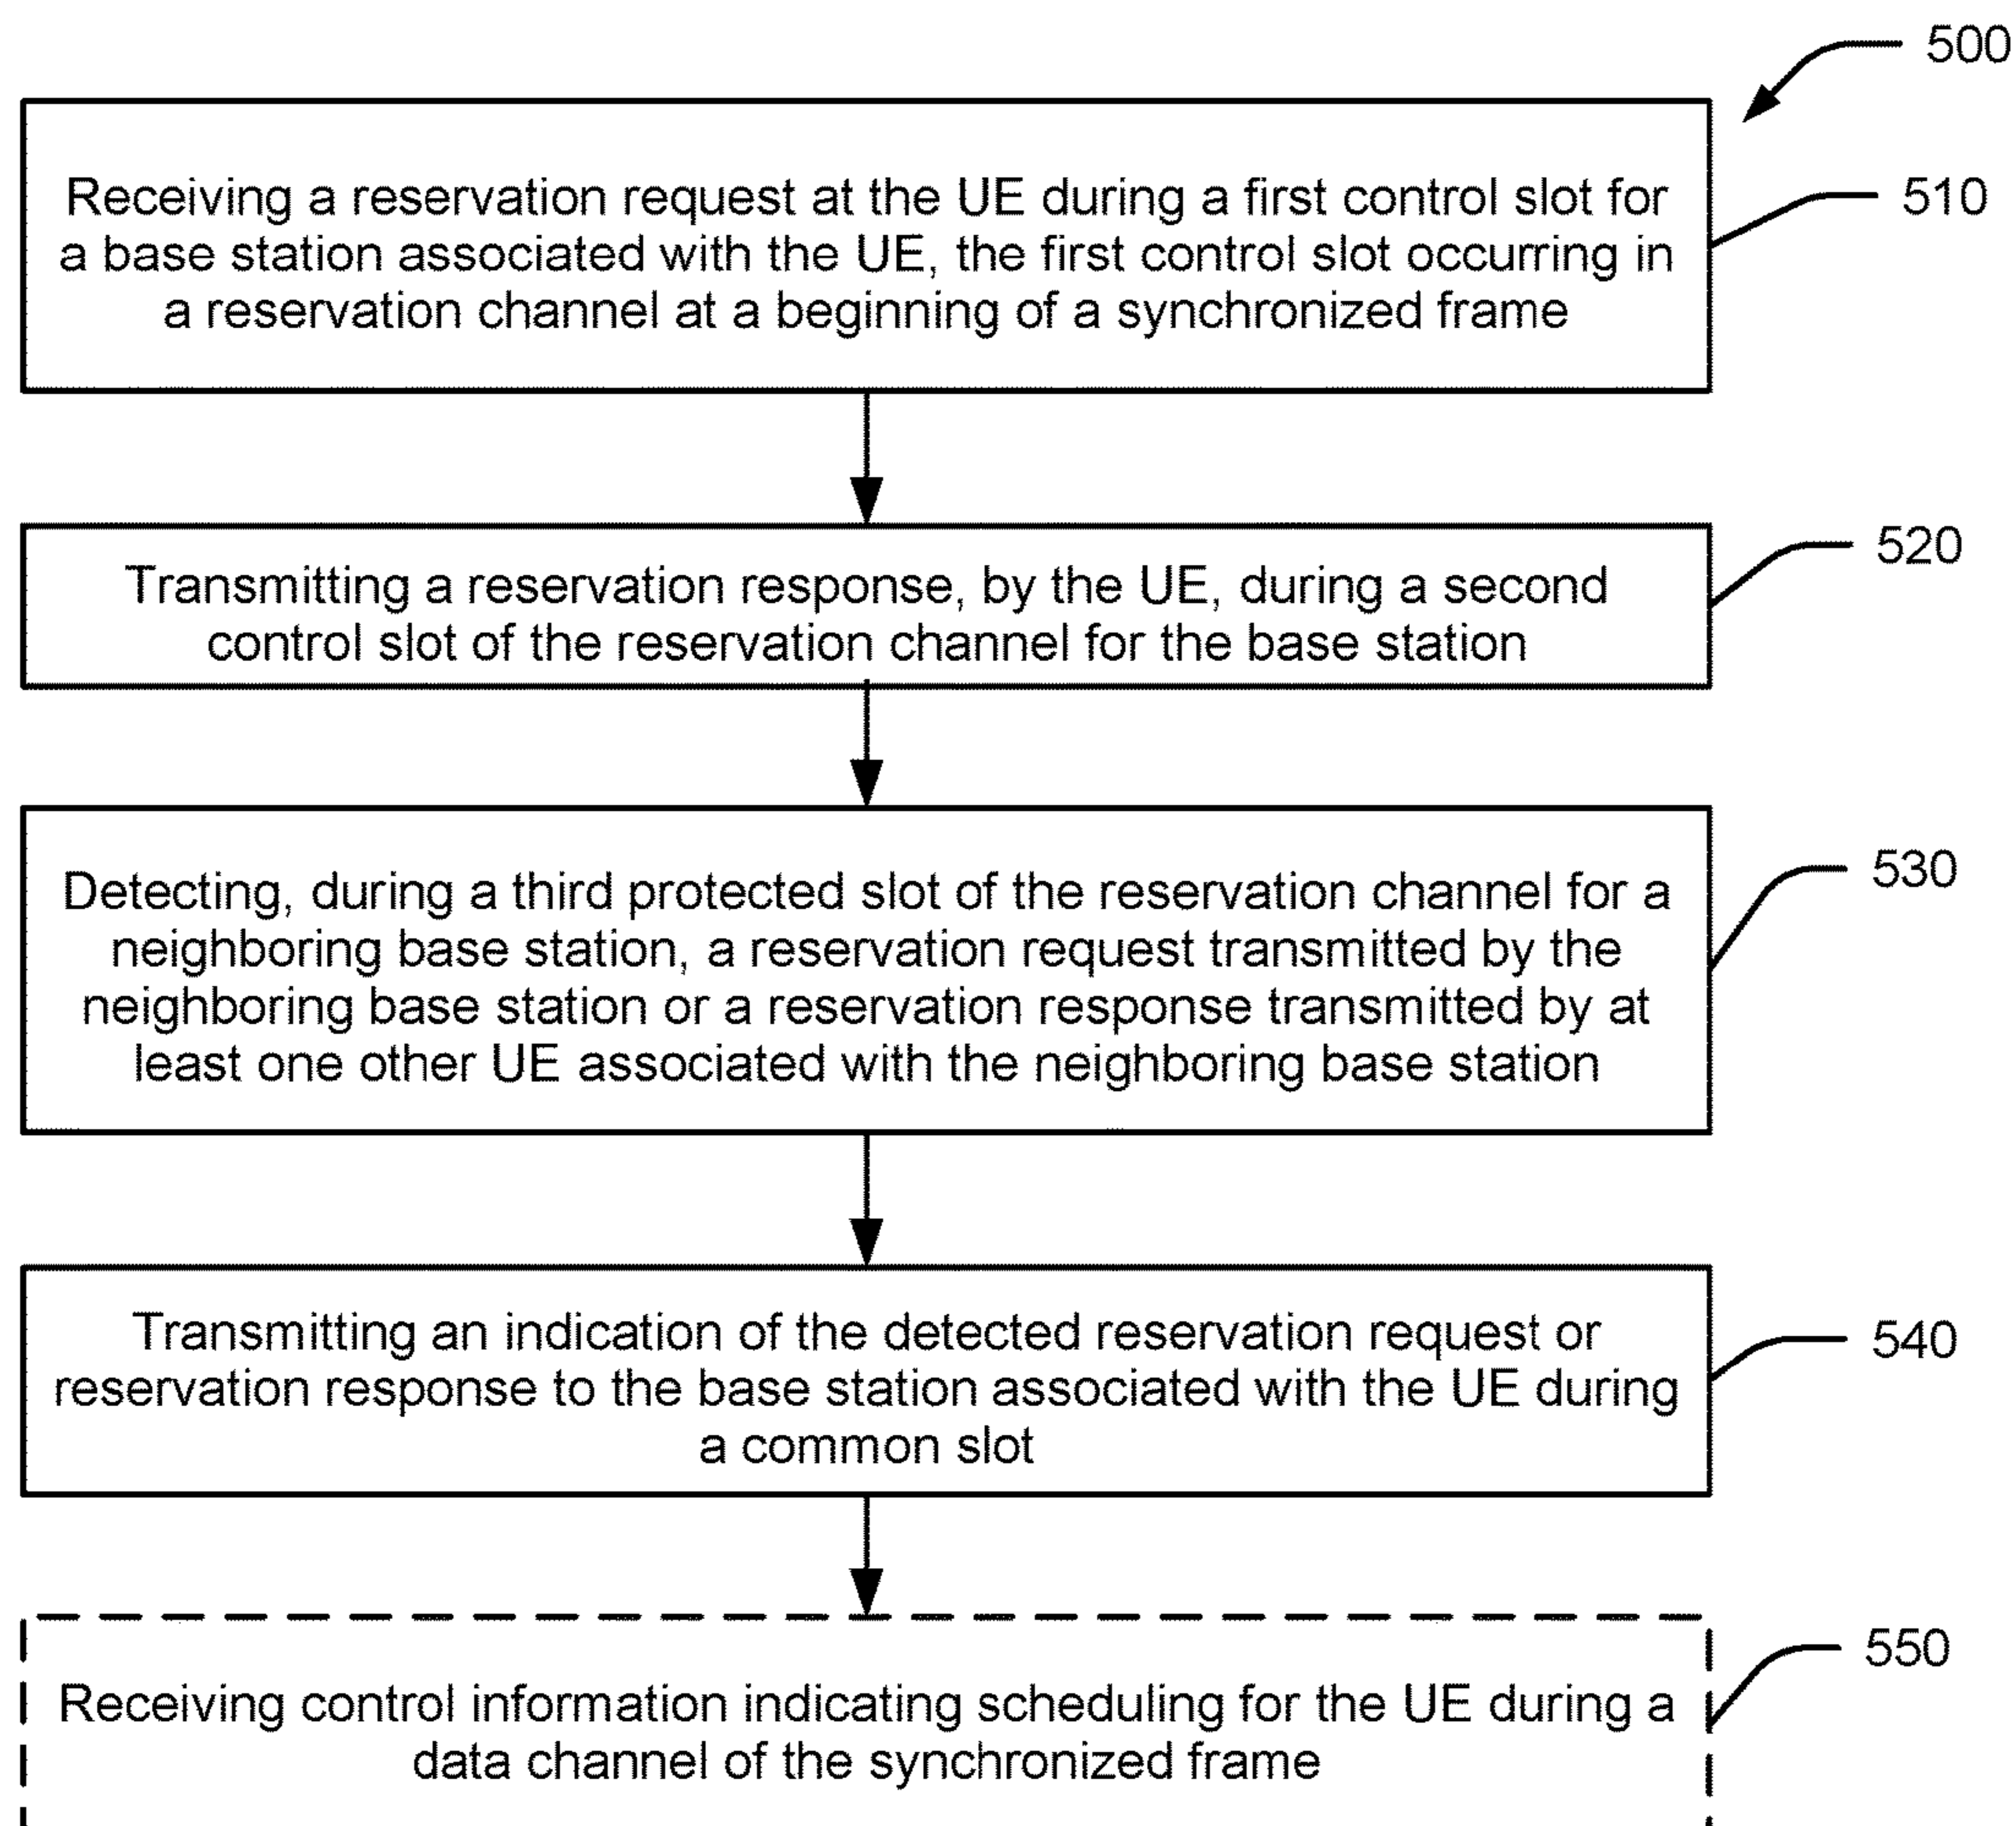 500
Receiving a reservation request at the UE during a first control slot for
a base station associated with the UE, the first control slot occurring in
a reservation channel at a beginning of a synchronized frame
510
Transmitting a reservation response, by the UE, during a second
control slot of the reservation channel for the base station
520
Detecting, during a third protected slot of the reservation channel for a
neighboring base station, a reservation request transmitted by the
neighboring base station or a reservation response transmitted by at
least one other UE associated with the neighboring base station
530
Transmitting an indication of the detected reservation request or
reservation response to the base station associated with the UE during
a common slot
540
Receiving control information indicating scheduling for the UE during a
data channel of the synchronized frame
550